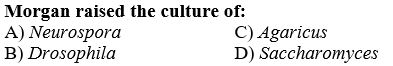 Morgan raised the culture of:
A) Neurospora C) Agaricus
B) Drosophila D) Saccharomyces